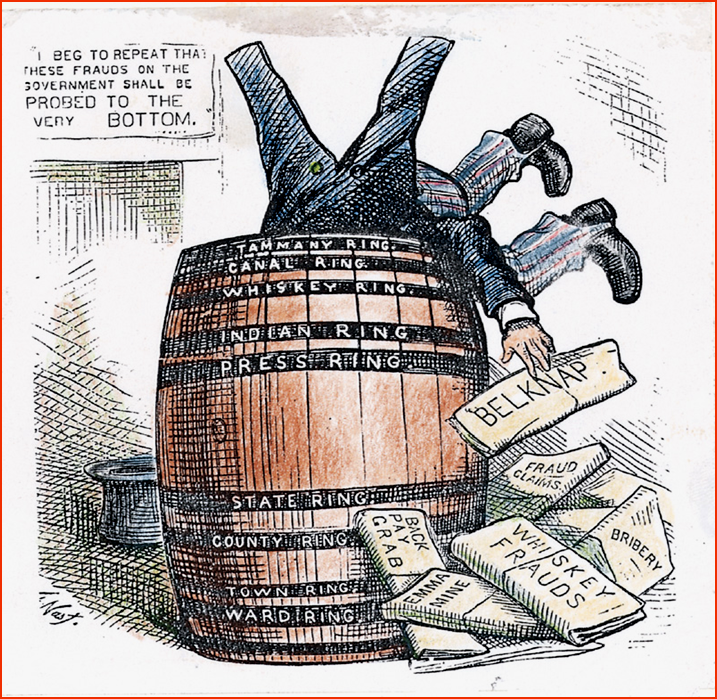 "I BEG TO REPEAT THAT
THESE FRAUDS ON THE
GOVERNMENT SHALL BE
PROBED TO THE
VERY BOTTOM.
TAMMANY RING
CANAL RING
WHISKEY RING.
INDIAN RING
PRESS RING.
BELKNAP
FRAUD
CLAIMS.
STATE RING.
BACK
PAY
GRAB
WHISKEY
FRAUDS
BRIBERY
COUNTY RING
EMMA
MINE
TOWN RING
WARD RING.
Th: Nast.